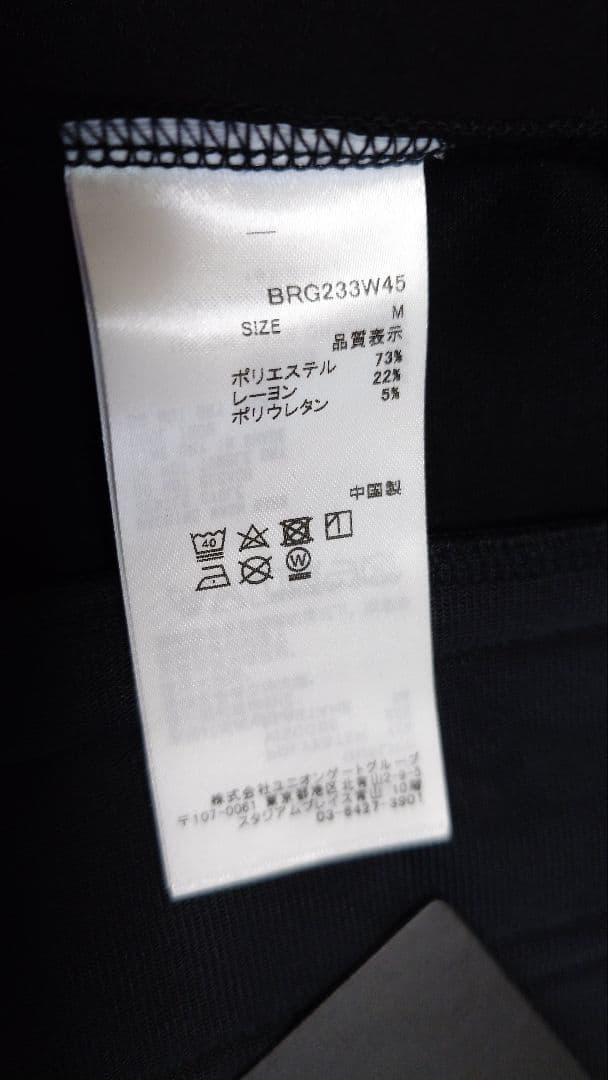 BRG233W45
SIZE M
品質表示
ポリエステル 73%
レーヨン 22%
ポリウレタン 5%
中国製
40
W
株式会社ユニオンゲートグループ
〒107-0061 東京都港区北青山2-9-5
スタジアムプレイス青山 10階
03-6427-3901